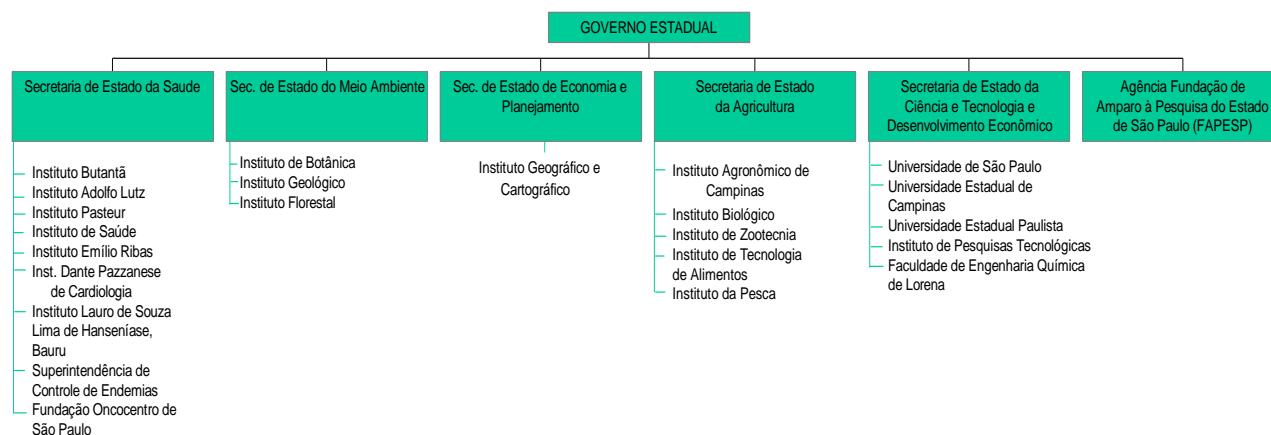 GOVERNO ESTADUAL
Secretaria de Estado da Saude
Instituto Butantã
Instituto Adolfo Lutz
Instituto Pasteur
Instituto de Saúde
Instituto Emílio Ribas
Inst. Dante Pazzanese
de Cardiologia
Instituto Lauro de Souza
Lima de Hanseníase,
Bauru
Superintendência de
Controle de Endemias
Fundação Oncocentro de
São Paulo
Sec. de Estado do Meio Ambiente
Instituto de Botânica
Instituto Geológico
Instituto Florestal
Sec. de Estado de Economia e
Planejamento
Instituto Geográfico e
Cartográfico
Secretaria de Estado
da Agricultura
Instituto Agronômico de
Campinas
Instituto Biológico
Instituto de Zootecnia
Instituto de Tecnologia
de Alimentos
Instituto da Pesca
Secretaria de Estado da
Ciência e Tecnologia e
Desenvolvimento Econômico
Universidade de São Paulo
Universidade Estadual de
Campinas
Universidade Estadual Paulista
Instituto de Pesquisas Tecnológicas
Faculdade de Engenharia Química
de Lorena
Agência Fundação de
Amparo à Pesquisa do Estado
de São Paulo (FAPESP)